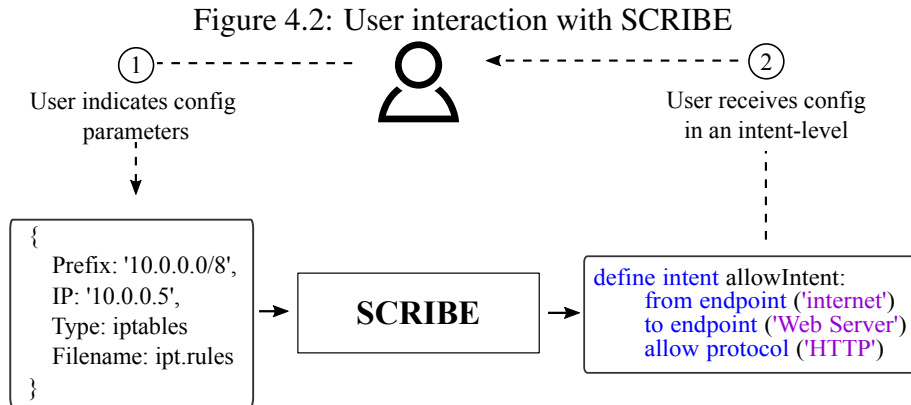 Figure 4.2: User interaction with SCRIBE
1
2
User indicates config
parameters
User receives config
in an intent-level
{
Prefix: '10.0.0.0/8',
IP: '10.0.0.5',
Type: iptables
Filename: ipt.rules
}
SCRIBE
define intent allowIntent:
from endpoint ('internet')
to endpoint ('Web Server')
allow protocol ('HTTP')